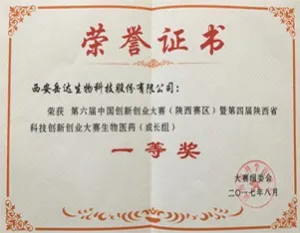 荣誉证书
西安岳达生物科技股份有限公司：
荣获 第六届中国创新创业大赛（陕西赛区）暨第四届陕西省
科技创新创业大赛生物医药（成长组）
一等奖
大赛组委会
二〇一七年八月